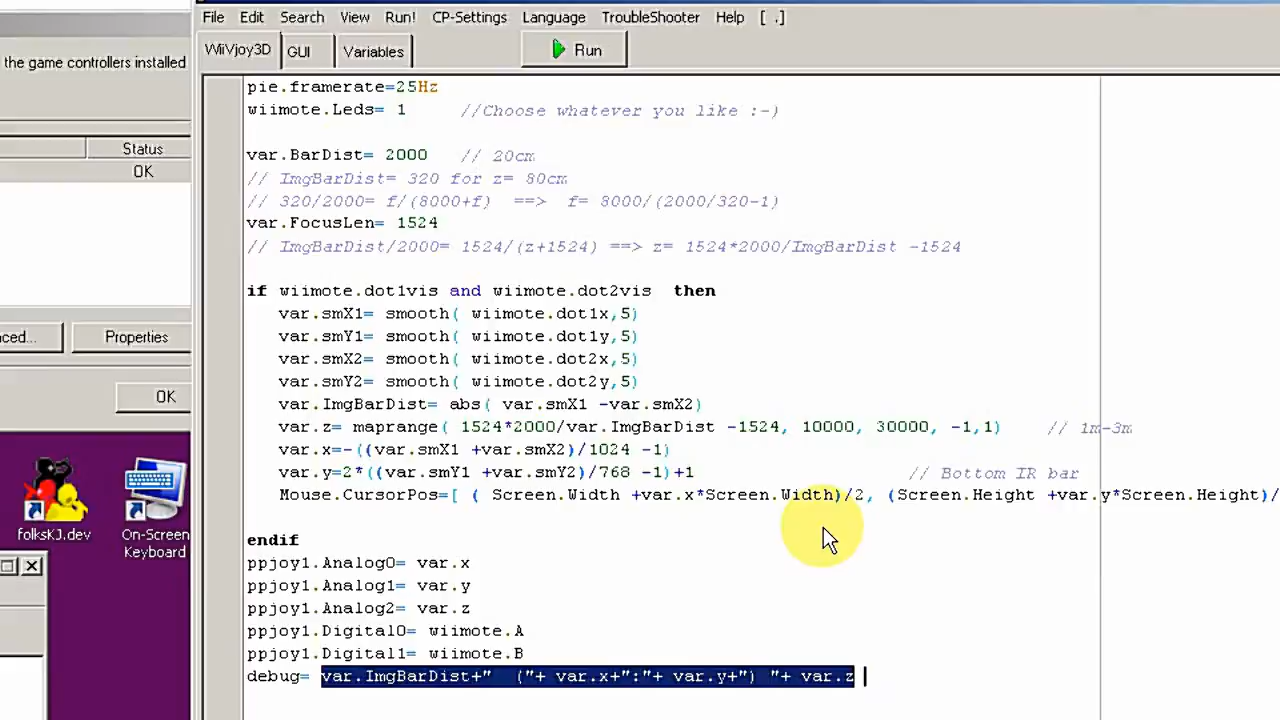 File Edit Search View Run! CP-Settings Language TroubleShooter Help [ .]
WiiVjoy3D GUI Variables Run
the game controllers installed
Status
OK
aced... Properties
OK
folksKJ.dev On-Screen
Keyboard
pie.framerate=25Hz
wiimote.Leds= 1 //Choose whatever you like :-)
var.BarDist= 2000 // 20cm
// ImgBarDist= 320 for z= 80cm
// 320/2000= f/(8000+f) ==> f= 8000/(2000/320-1)
var.FocusLen= 1524
// ImgBarDist/2000= 1524/(z+1524) ==> z= 1524*2000/ImgBarDist -1524
if wiimote.dot1vis and wiimote.dot2vis then
var.smX1= smooth( wiimote.dot1x,5)
var.smY1= smooth( wiimote.dot1y,5)
var.smX2= smooth( wiimote.dot2x,5)
var.smY2= smooth( wiimote.dot2y,5)
var.ImgBarDist= abs( var.smX1 -var.smX2)
var.z= maprange( 1524*2000/var.ImgBarDist -1524, 10000, 30000, -1,1) // 1m-3m
var.x=-((var.smX1 +var.smX2)/1024 -1)
var.y=2*((var.smY1 +var.smY2)/768 -1)+1 // Bottom IR bar
Mouse.CursorPos=[ ( Screen.Width +var.x*Screen.Width)/2, (Screen.Height +var.y*Screen.Height)/
endif
ppjoy1.Analog0= var.x
ppjoy1.Analog1= var.y
ppjoy1.Analog2= var.z
ppjoy1.Digital0= wiimote.A
ppjoy1.Digital1= wiimote.B
debug= var.ImgBarDist+" ("+ var.x+":"+ var.y+") "+ var.z